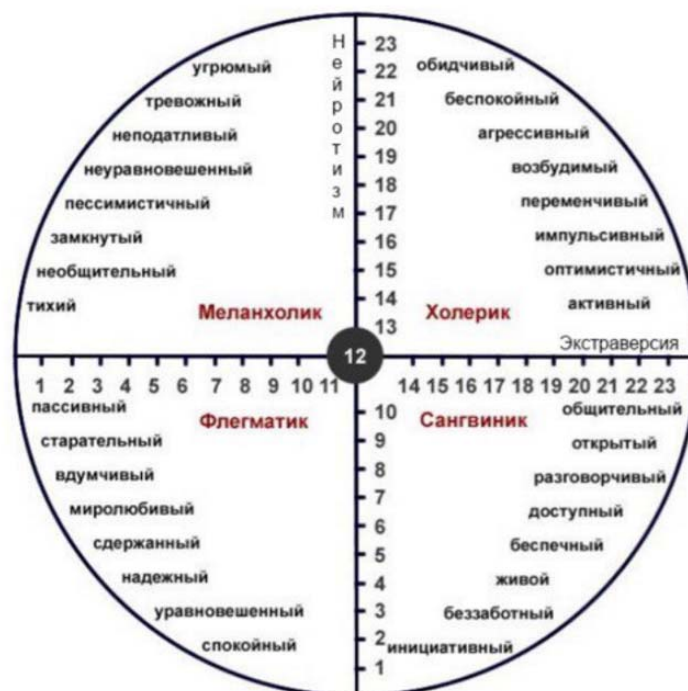 Нейротизм
23
обидчивый
угрюмый
22
беспокойный
тревожный
21
агрессивный
неподатливый
20
возбудимый
неуравновешенный
19
переменчивый
18
пессимистичный
17
импульсивный
замкнутый
16
оптимистичный
необщительный
15
активный
тихий
14
Меланхолик
Холерик
13
Экстраверсия
12
1 2 3 4 5 6 7 8 9 10 11
14 15 16 17 18 19 20 21 22 23
пассивный
10
общительный
Флегматик
Сангвиник
старательный
9
открытый
вдумчивый
8
разговорчивый
миролюбивый
7
доступный
6
сдержанный
5
беспечный
надежный
4
живой
уравновешенный
3
беззаботный
спокойный
2
инициативный
1